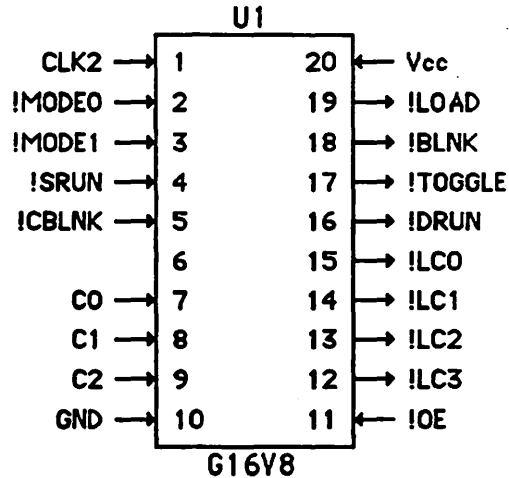 U1
CLK2 1 20 Vcc
!MODE0 2 19 !LOAD
!MODE1 3 18 !BLNK
!SRUN 4 17 !TOGGLE
!CBLNK 5 16 !DRUN
6 15 !LC0
C0 7 14 !LC1
C1 8 13 !LC2
C2 9 12 !LC3
GND 10 11 !OE
G16V8